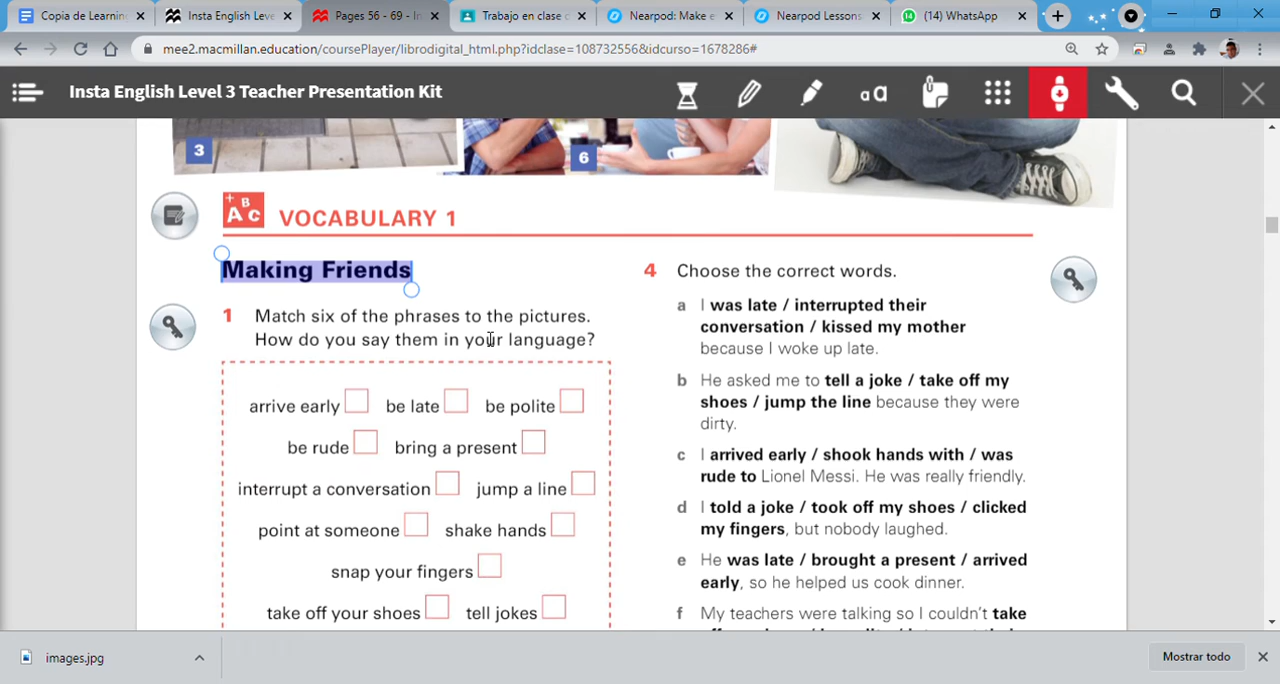 Copia de Learnin
Insta English Leve
Pages 56 - 69 - In
Trabajo en clase d
Nearpod: Make e
Nearpod Lessons
(14) WhatsApp
mee2.macmillan.education/coursePlayer/librodigital_html.php?idclase=108732556&idcurso=1678286#
Insta English Level 3 Teacher Presentation Kit
aa
3
6
+ B
A C
VOCABULARY 1
Making Friends
1 Match six of the phrases to the pictures.
How do you say them in your language?
arrive early be late be polite
be rude bring a present
interrupt a conversation jump a line
point at someone shake hands
snap your fingers
take off your shoes tell jokes
4 Choose the correct words.
a I was late / interrupted their
conversation / kissed my mother
because I woke up late.
b He asked me to tell a joke / take off my
shoes / jump the line because they were
dirty.
c I arrived early / shook hands with / was
rude to Lionel Messi. He was really friendly.
d I told a joke / took off my shoes / clicked
my fingers, but nobody laughed.
e He was late / brought a present / arrived
early, so he helped us cook dinner.
f My teachers were talking so I couldn't take
images.jpg
Mostrar todo